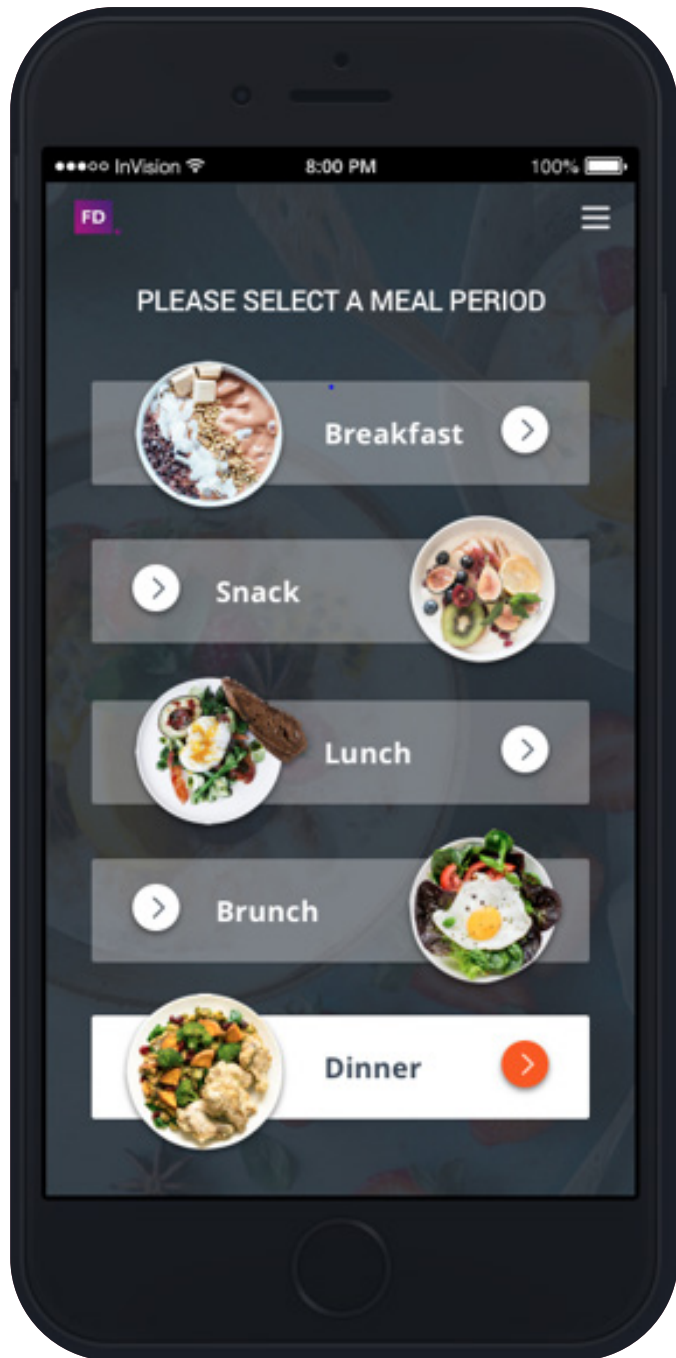 InVision 8:00 PM 100%
FD
PLEASE SELECT A MEAL PERIOD
Breakfast
Snack
Lunch
Brunch
Dinner